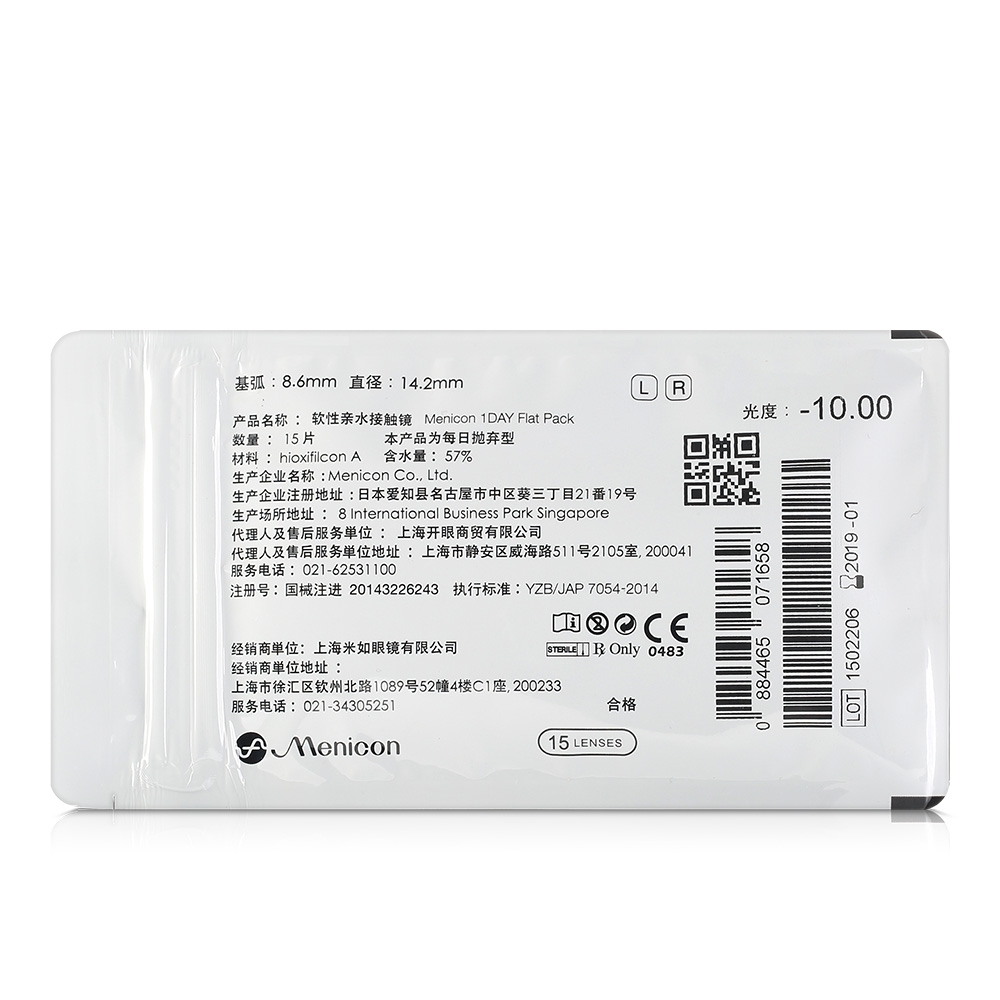 基弧：8.6mm 直径：14.2mm
L R
光度：-10.00
产品名称： 软性亲水接触镜 Menicon 1DAY Flat Pack
数量： 15片 本产品为每日抛弃型
材料： hioxifilcon A 含水量：57%
生产企业名称：Menicon Co., Ltd.
生产企业注册地址：日本爱知县名古屋市中区葵三丁目21番19号
生产场所地址： 8 International Business Park Singapore
代理人及售后服务单位：上海开眼商贸有限公司
代理人及售后服务单位地址：上海市静安区威海路511号2105室, 200041
服务电话：021-62531100
注册号：国械注进 20143226243 执行标准：YZB/JAP 7054-2014
STERILE Rx Only CE 0483
经销商单位：上海米如眼镜有限公司
经销商单位地址：
上海市徐汇区钦州北路1089号52幢4楼C1座, 200233
服务电话：021-34305251
合格
Menicon
15 LENSES
0 884465 071658
LOT 1502206 2019-01